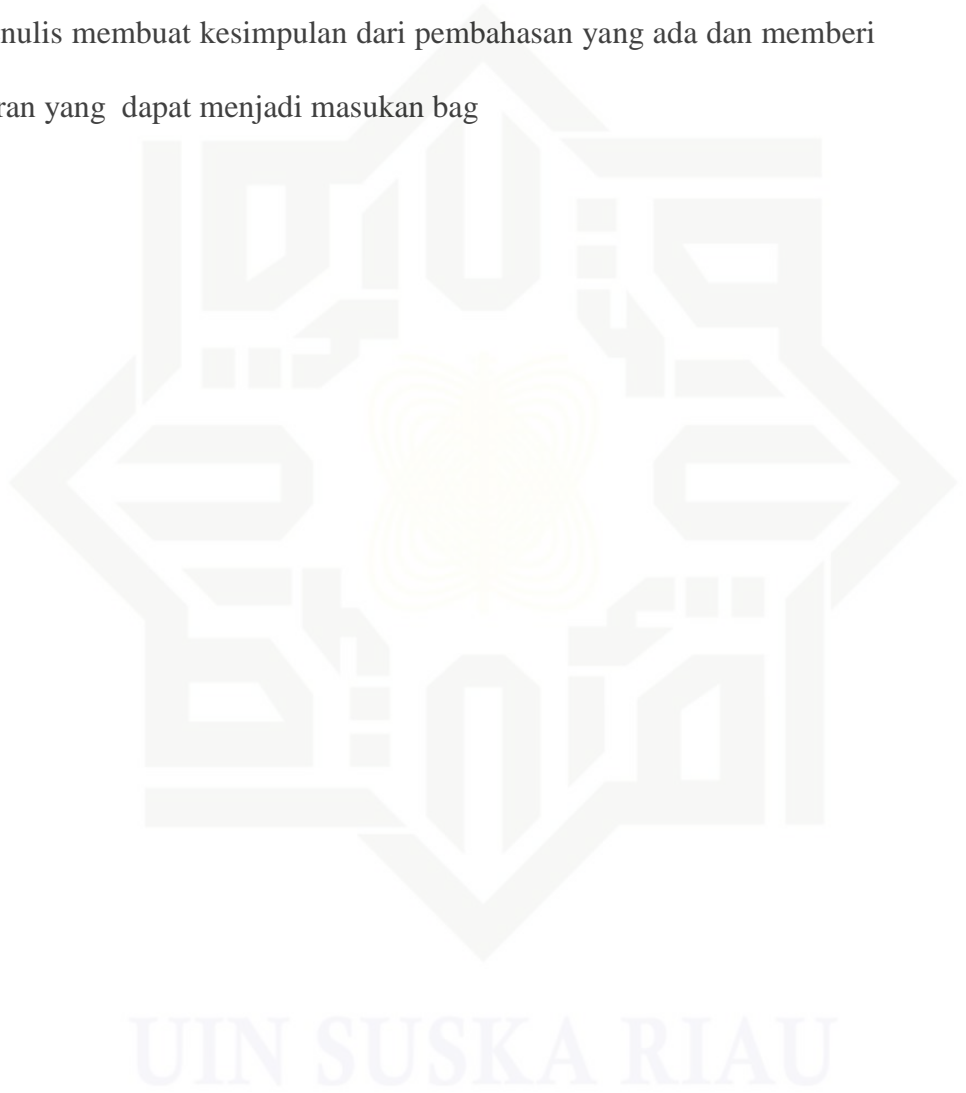 nulis membuat kesimpulan dari pembahasan yang ada dan memberi
ran yang dapat menjadi masukan bag
UIN SUSKA RIAU